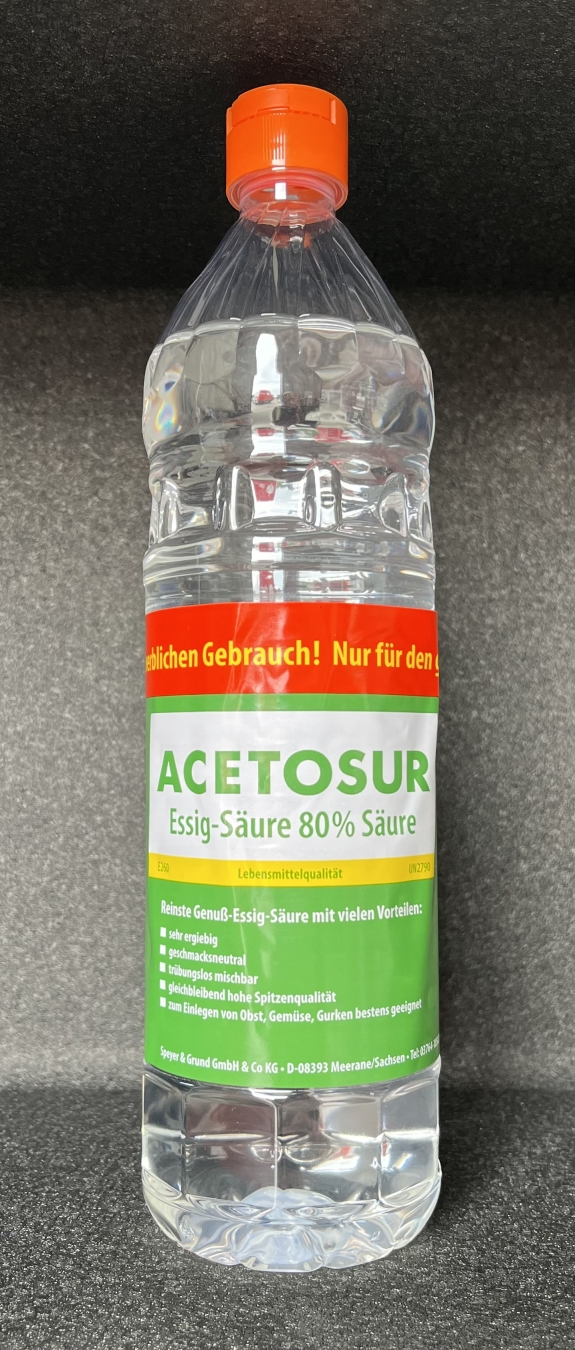 Gebrauch! Nur für den
ACETOSUR
Essig-Säure 80% Säure
E260 Lebensmittelqualität UN2790
Reinste Genuß-Essig-Säure mit vielen Vorteilen:
sehr ergiebig
geschmacksneutral
trübungslos mischbar
gleichbleibend hohe Spitzenqualität
zum Einlegen von Obst, Gemüse, Gurken bestens geeignet
Speyer & Grund GmbH & Co KG • D-08393 Meerane/Sachsen • Tel: 03764